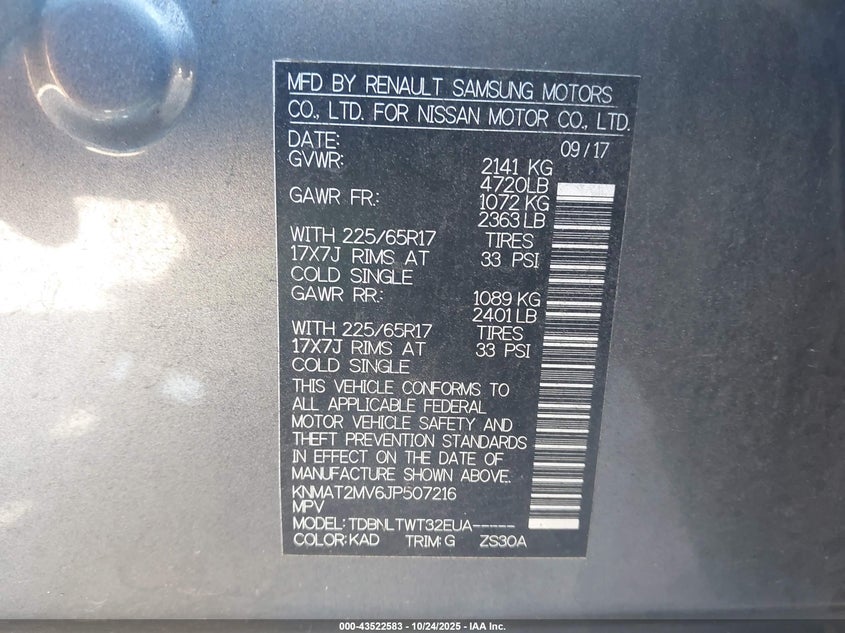 MFD BY RENAULT SAMSUNG MOTORS
CO., LTD. FOR NISSAN MOTOR CO., LTD.
DATE: 09/17
GVWR: 2141 KG
4720LB
GAWR FR.: 1072 KG
2363 LB
WITH 225/65R17 TIRES
17X7J RIMS AT 33 PSI
COLD SINGLE
GAWR RR.: 1089 KG
2401 LB
WITH 225/65R17 TIRES
17X7J RIMS AT 33 PSI
COLD SINGLE
THIS VEHICLE CONFORMS TO
ALL APPLICABLE FEDERAL
MOTOR VEHICLE SAFETY AND
THEFT PREVENTION STANDARDS
IN EFFECT ON THE DATE OF
MANUFACTURE SHOWN ABOVE.
KNMAT2MV6JP507216
MPV
MODEL: TDBNLTWT32EUA-----
COLOR: KAD TRIM: G ZS30A
000-43522583 - 10/24/2025 - IAA Inc.